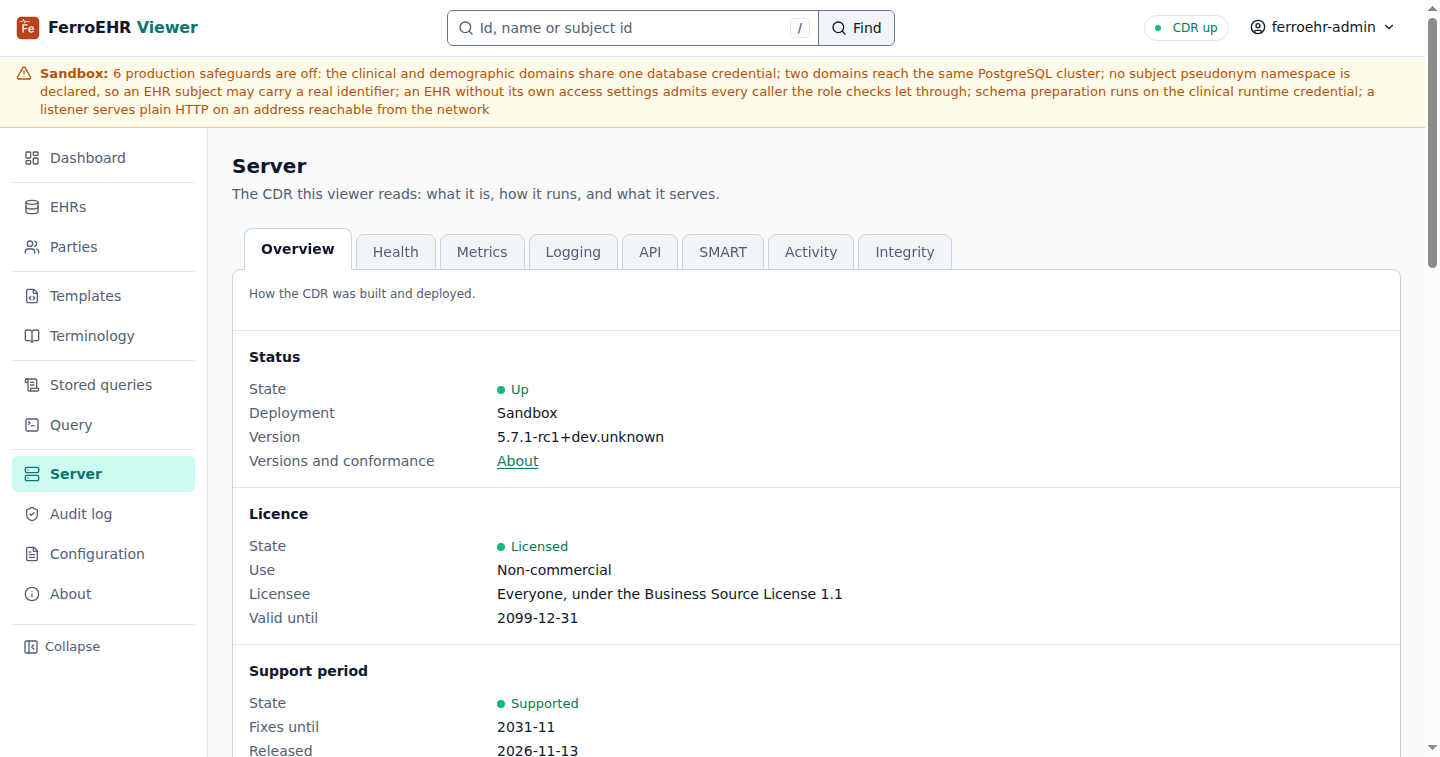 Fe
FerroEHR Viewer
Id, name or subject id
/
Find
CDR up
ferroehr-admin
Sandbox: 6 production safeguards are off: the clinical and demographic domains share one database credential; two domains reach the same PostgreSQL cluster; no subject pseudonym namespace is
declared, so an EHR subject may carry a real identifier; an EHR without its own access settings admits every caller the role checks let through; schema preparation runs on the clinical runtime credential; a
listener serves plain HTTP on an address reachable from the network
Dashboard
EHRs
Parties
Templates
Terminology
Stored queries
Query
Server
Audit log
Configuration
About
Collapse
Server
The CDR this viewer reads: what it is, how it runs, and what it serves.
Overview
Health
Metrics
Logging
API
SMART
Activity
Integrity
How the CDR was built and deployed.
Status
State Up
Deployment Sandbox
Version 5.7.1-rc1+dev.unknown
Versions and conformance About
Licence
State Licensed
Use Non-commercial
Licensee Everyone, under the Business Source License 1.1
Valid until 2099-12-31
Support period
State Supported
Fixes until 2031-11
Released 2026-11-13